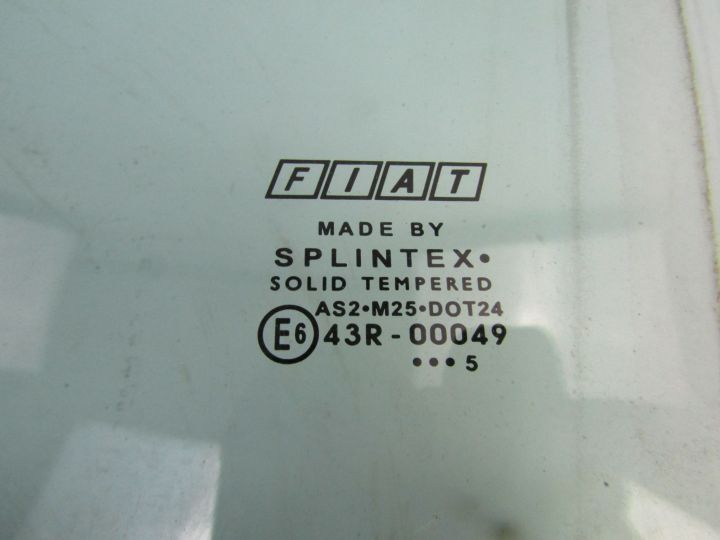 FIAT
MADE BY
SPLINTEX•
SOLID TEMPERED
AS2•M25•DOT24
E6 43R-00049
•••5